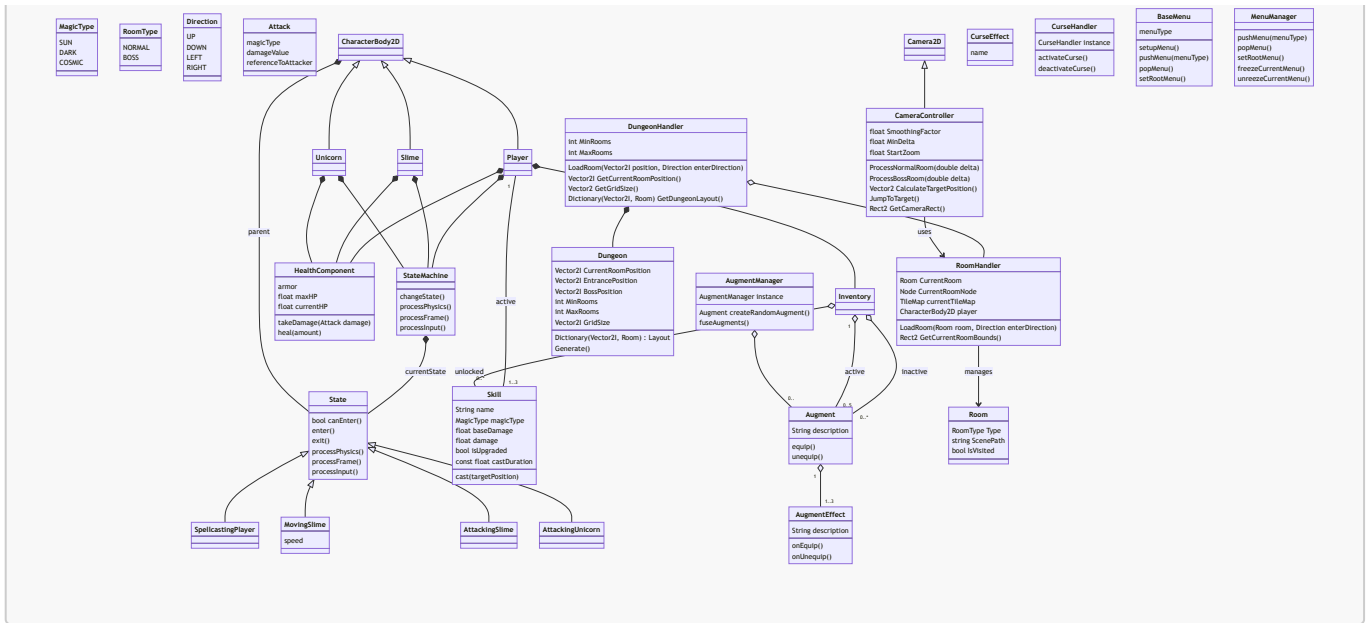 MagicType
SUN
DARK
COSMIC
RoomType
NORMAL
BOSS
Direction
UP
DOWN
LEFT
RIGHT
Attack
magicType
damageValue
referenceToAttacker
CharacterBody2D
Camera2D
CurseEffect
name
CurseHandler
CurseHandler instance
activateCurse()
deactivateCurse()
BaseMenu
menuType
setupMenu()
pushMenu(menuType)
popMenu()
setRootMenu()
MenuManager
pushMenu(menuType)
popMenu()
setRootMenu()
freezeCurrentMenu()
unreezeCurrentMenu()
Unicorn
Slime
Player
1
DungeonHandler
int MinRooms
int MaxRooms
LoadRoom(Vector2I position, Direction enterDirection)
Vector2I GetCurrentRoomPosition()
Vector2 GetGridSize()
Dictionary(Vector2I, Room) GetDungeonLayout()
CameraController
float SmoothingFactor
float MinDelta
float StartZoom
ProcessNormalRoom(double delta)
ProcessBossRoom(double delta)
Vector2 CalculateTargetPosition()
JumpToTarget()
Rect2 GetCameraRect()
parent
uses
HealthComponent
armor
float maxHP
float currentHP
takeDamage(Attack damage)
heal(amount)
StateMachine
changeState()
processPhysics()
processFrame()
processInput()
active
Dungeon
Vector2I CurrentRoomPosition
Vector2I EntrancePosition
Vector2I BossPosition
int MinRooms
int MaxRooms
Vector2I GridSize
Dictionary(Vector2I, Room) : Layout
Generate()
AugmentManager
AugmentManager instance
Augment createRandomAugment()
fuseAugments()
Inventory
1
RoomHandler
Room CurrentRoom
Node CurrentRoomNode
TileMap currentTileMap
CharacterBody2D player
LoadRoom(Room room, Direction enterDirection)
Rect2 GetCurrentRoomBounds()
currentState
unlocked
active
inactive
manages
State
bool canEnter()
enter()
exit()
processPhysics()
processFrame()
processInput()
Skill
String name
MagicType magicType
float baseDamage
float damage
bool isUpgraded
const float castDuration
cast(targetPosition)
0..*
Augment
String description
equip()
unequip()
1
Room
RoomType Type
string ScenePath
bool IsVisited
SpellcastingPlayer
MovingSlime
speed
AttackingSlime
AttackingUnicorn
AugmentEffect
String description
onEquip()
onUnequip()